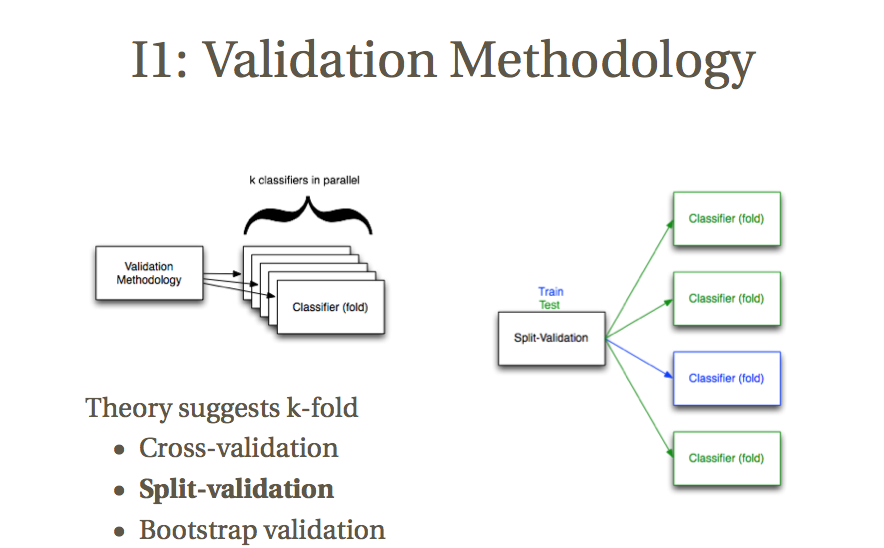 I1: Validation Methodology
k classifiers in parallel
Validation
Methodology
Classifier (fold)
Theory suggests k-fold
• Cross-validation
• Split-validation
• Bootstrap validation
Train
Test
Split-Validation
Classifier (fold)
Classifier (fold)
Classifier (fold)
Classifier (fold)